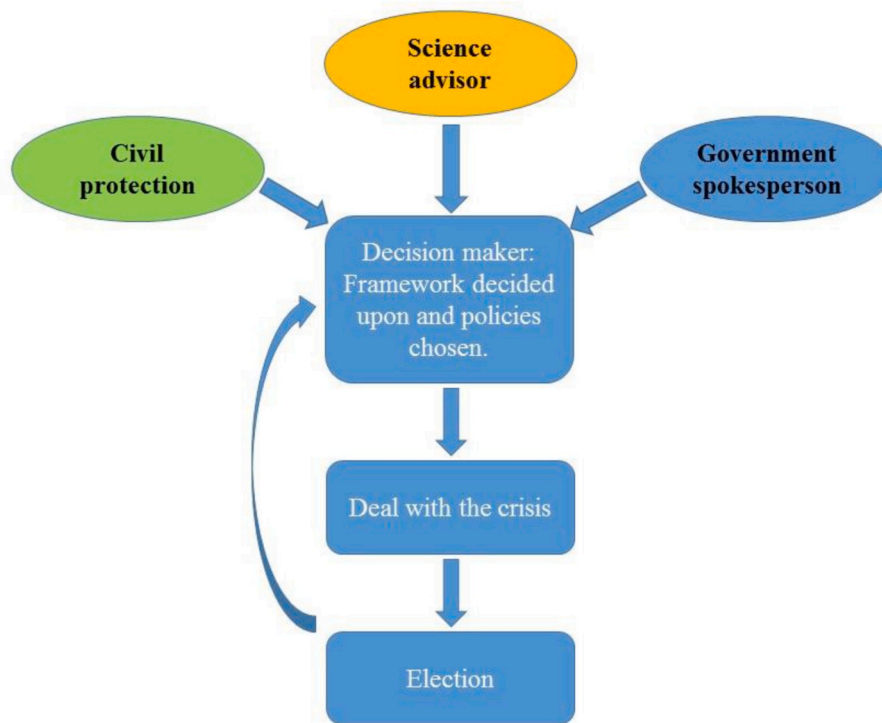 Science
advisor
Civil
protection
Government
spokesperson
Decision maker:
Framework decided
upon and policies
chosen.
Deal with the crisis
Election